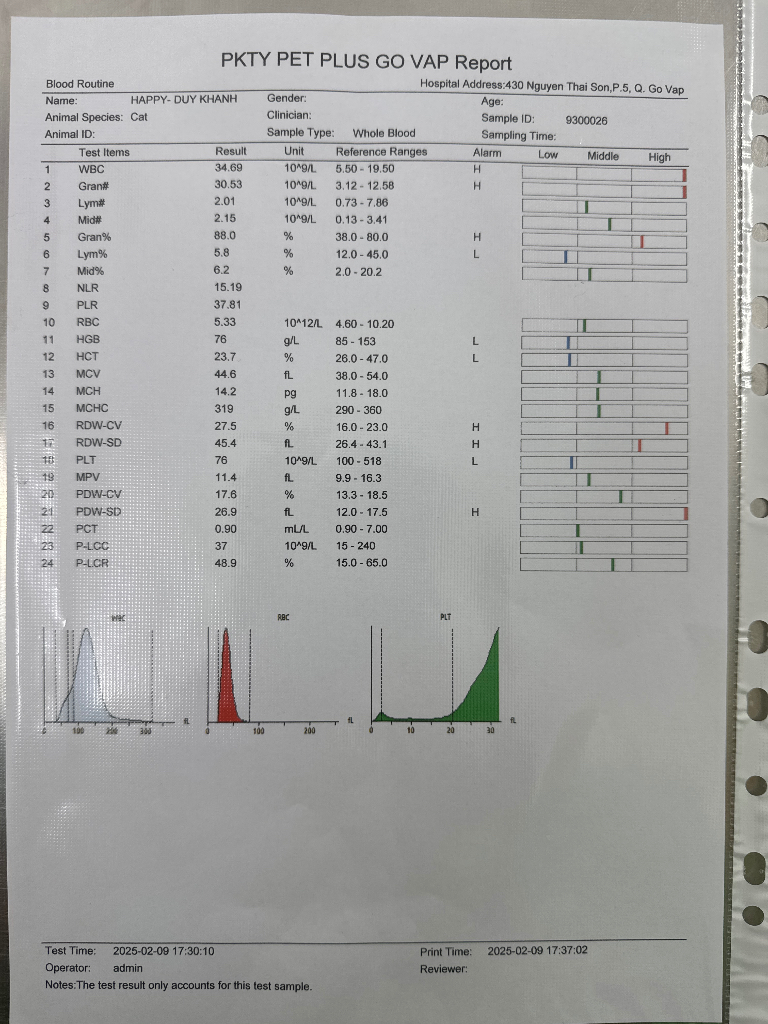 PKTY PET PLUS GO VAP Report
Blood Routine Hospital Address:430 Nguyen Thai Son,P.5, Q. Go Vap
Name: HAPPY- DUY KHANH Gender: Age:
Animal Species: Cat Clinician: Sample ID: 9300026
Animal ID: Sample Type: Whole Blood Sampling Time:
Test Items Result Unit Reference Ranges Alarm Low Middle High
1 WBC 34.69 10^9/L 5.50 - 19.50 H
2 Gran# 30.53 10^9/L 3.12 - 12.58 H
3 Lym# 2.01 10^9/L 0.73 - 7.86
4 Mid# 2.15 10^9/L 0.13 - 3.41
5 Gran% 88.0 % 38.0 - 80.0 H
6 Lym% 5.8 % 12.0 - 45.0 L
7 Mid% 6.2 % 2.0 - 20.2
8 NLR 15.19
9 PLR 37.81
10 RBC 5.33 10^12/L 4.60 - 10.20
11 HGB 76 g/L 85 - 153 L
12 HCT 23.7 % 26.0 - 47.0 L
13 MCV 44.6 fL 38.0 - 54.0
14 MCH 14.2 pg 11.8 - 18.0
15 MCHC 319 g/L 290 - 360
16 RDW-CV 27.5 % 16.0 - 23.0 H
17 RDW-SD 45.4 fL 26.4 - 43.1 H
18 PLT 76 10^9/L 100 - 518 L
19 MPV 11.4 fL 9.9 - 16.3
20 PDW-CV 17.6 % 13.3 - 18.5
21 PDW-SD 26.9 fL 12.0 - 17.5 H
22 PCT 0.90 mL/L 0.90 - 7.00
23 P-LCC 37 10^9/L 15 - 240
24 P-LCR 48.9 % 15.0 - 65.0
WBC RBC PLT
0 100 200 300 fL 0 100 200 fL 0 10 20 30 fL
Test Time: 2025-02-09 17:30:10 Print Time: 2025-02-09 17:37:02
Operator: admin Reviewer:
Notes:The test result only accounts for this test sample.